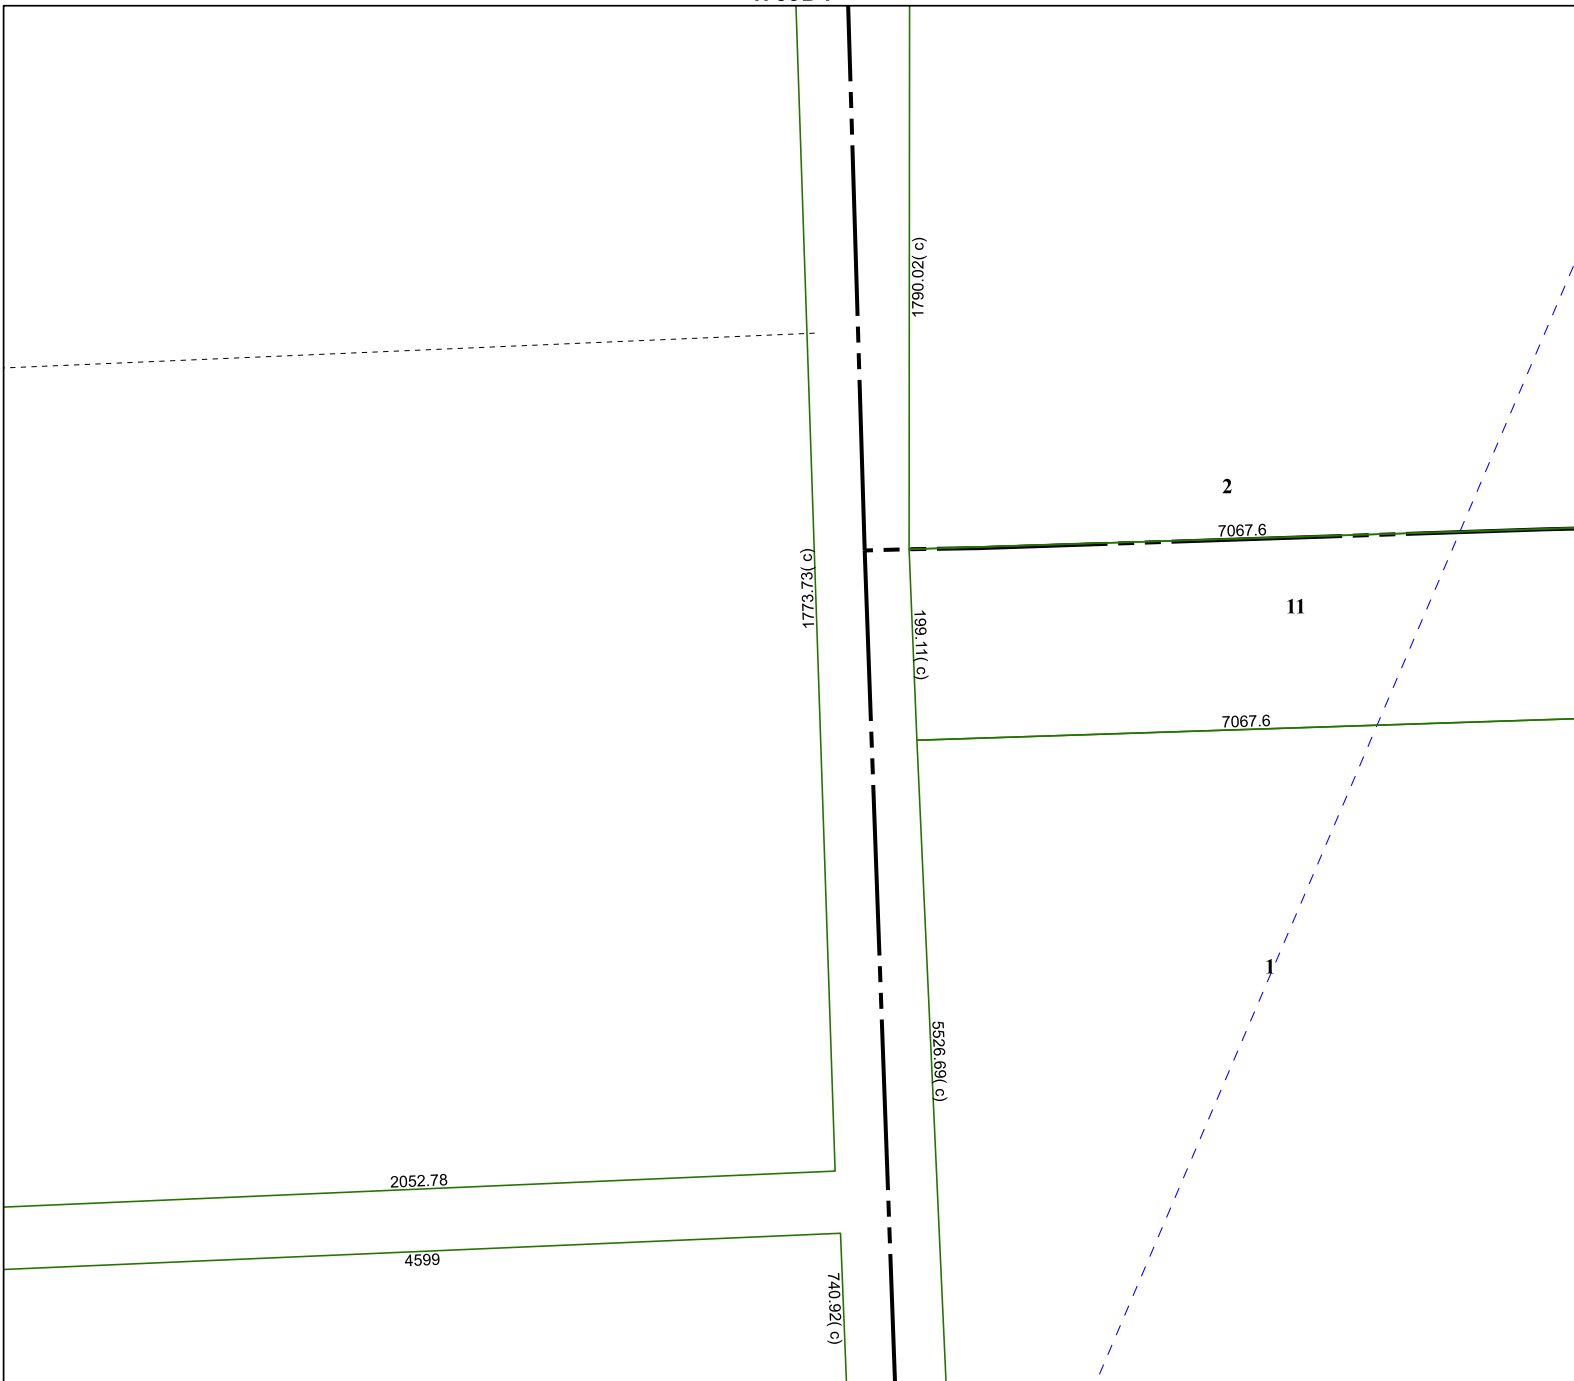 1790.02( c)
2
7067.6
1773.73( c)
11
199.11( c)
7067.6
1
5526.69( c)
2052.78
4599
740.92( c)